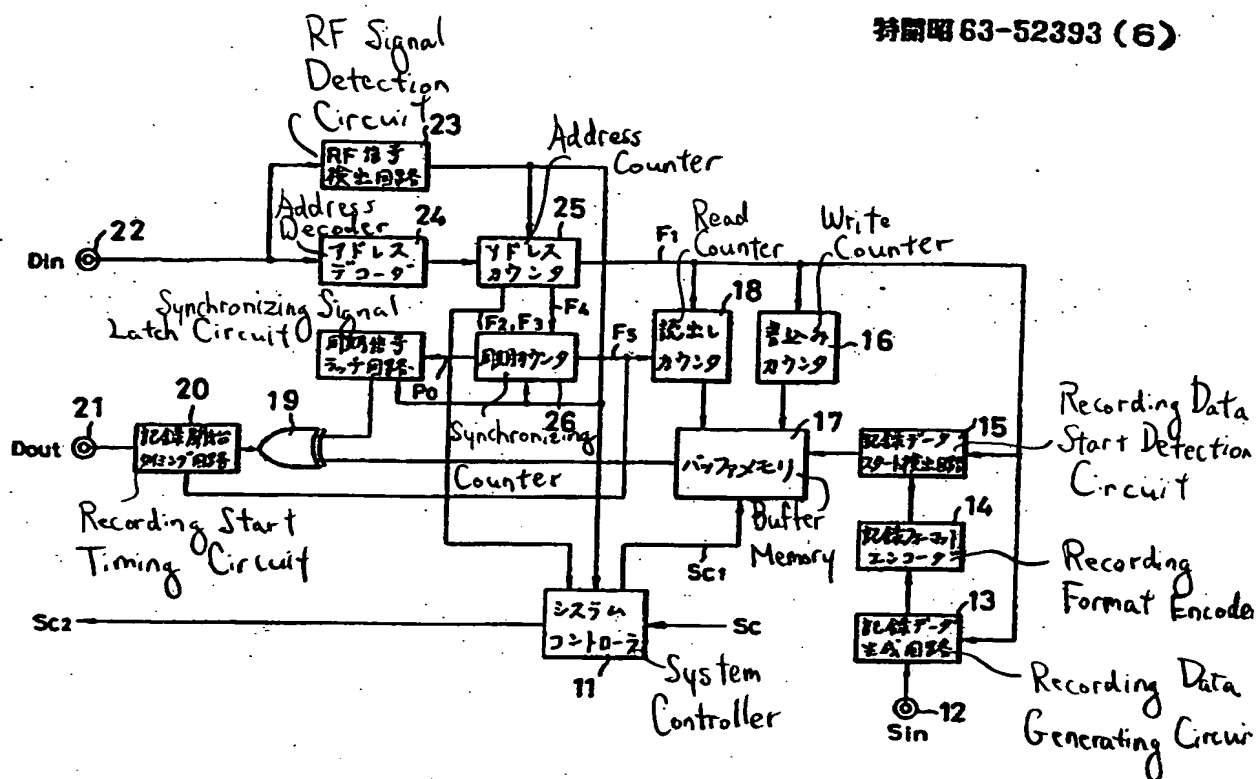 特開昭63-52393(6)
RF Signal
Detection
Circuit
23
RF信号
検出回路
Address
Counter
Address
Decoder
24
25
アドレス
デコーダ
アドレス
カウンタ
22
Din
F1
Read
Counter
Write
Counter
18
読出し
カウンタ
書込み
カウンタ
16
Synchronizing Signal
Latch Circuit
F2, F3
F4
同期信号
ラッチ回路
P0
同期カウンタ
F5
26
Synchronizing
Counter
21
Dout
20
記録開始
タイミング回路
19
17
バッファメモリ
15
記録データ
スタート検出回路
Recording Data
Start Detection
Circuit
Recording Start
Timing Circuit
Buffer
Memory
14
記録フォーマット
エンコーダ
Recording
Format Encoder
Sc1
Sc2
システム
コントローラ
Sc
11
System
Controller
13
記録データ
生成回路
Recording Data
Generating Circui
12
Sin